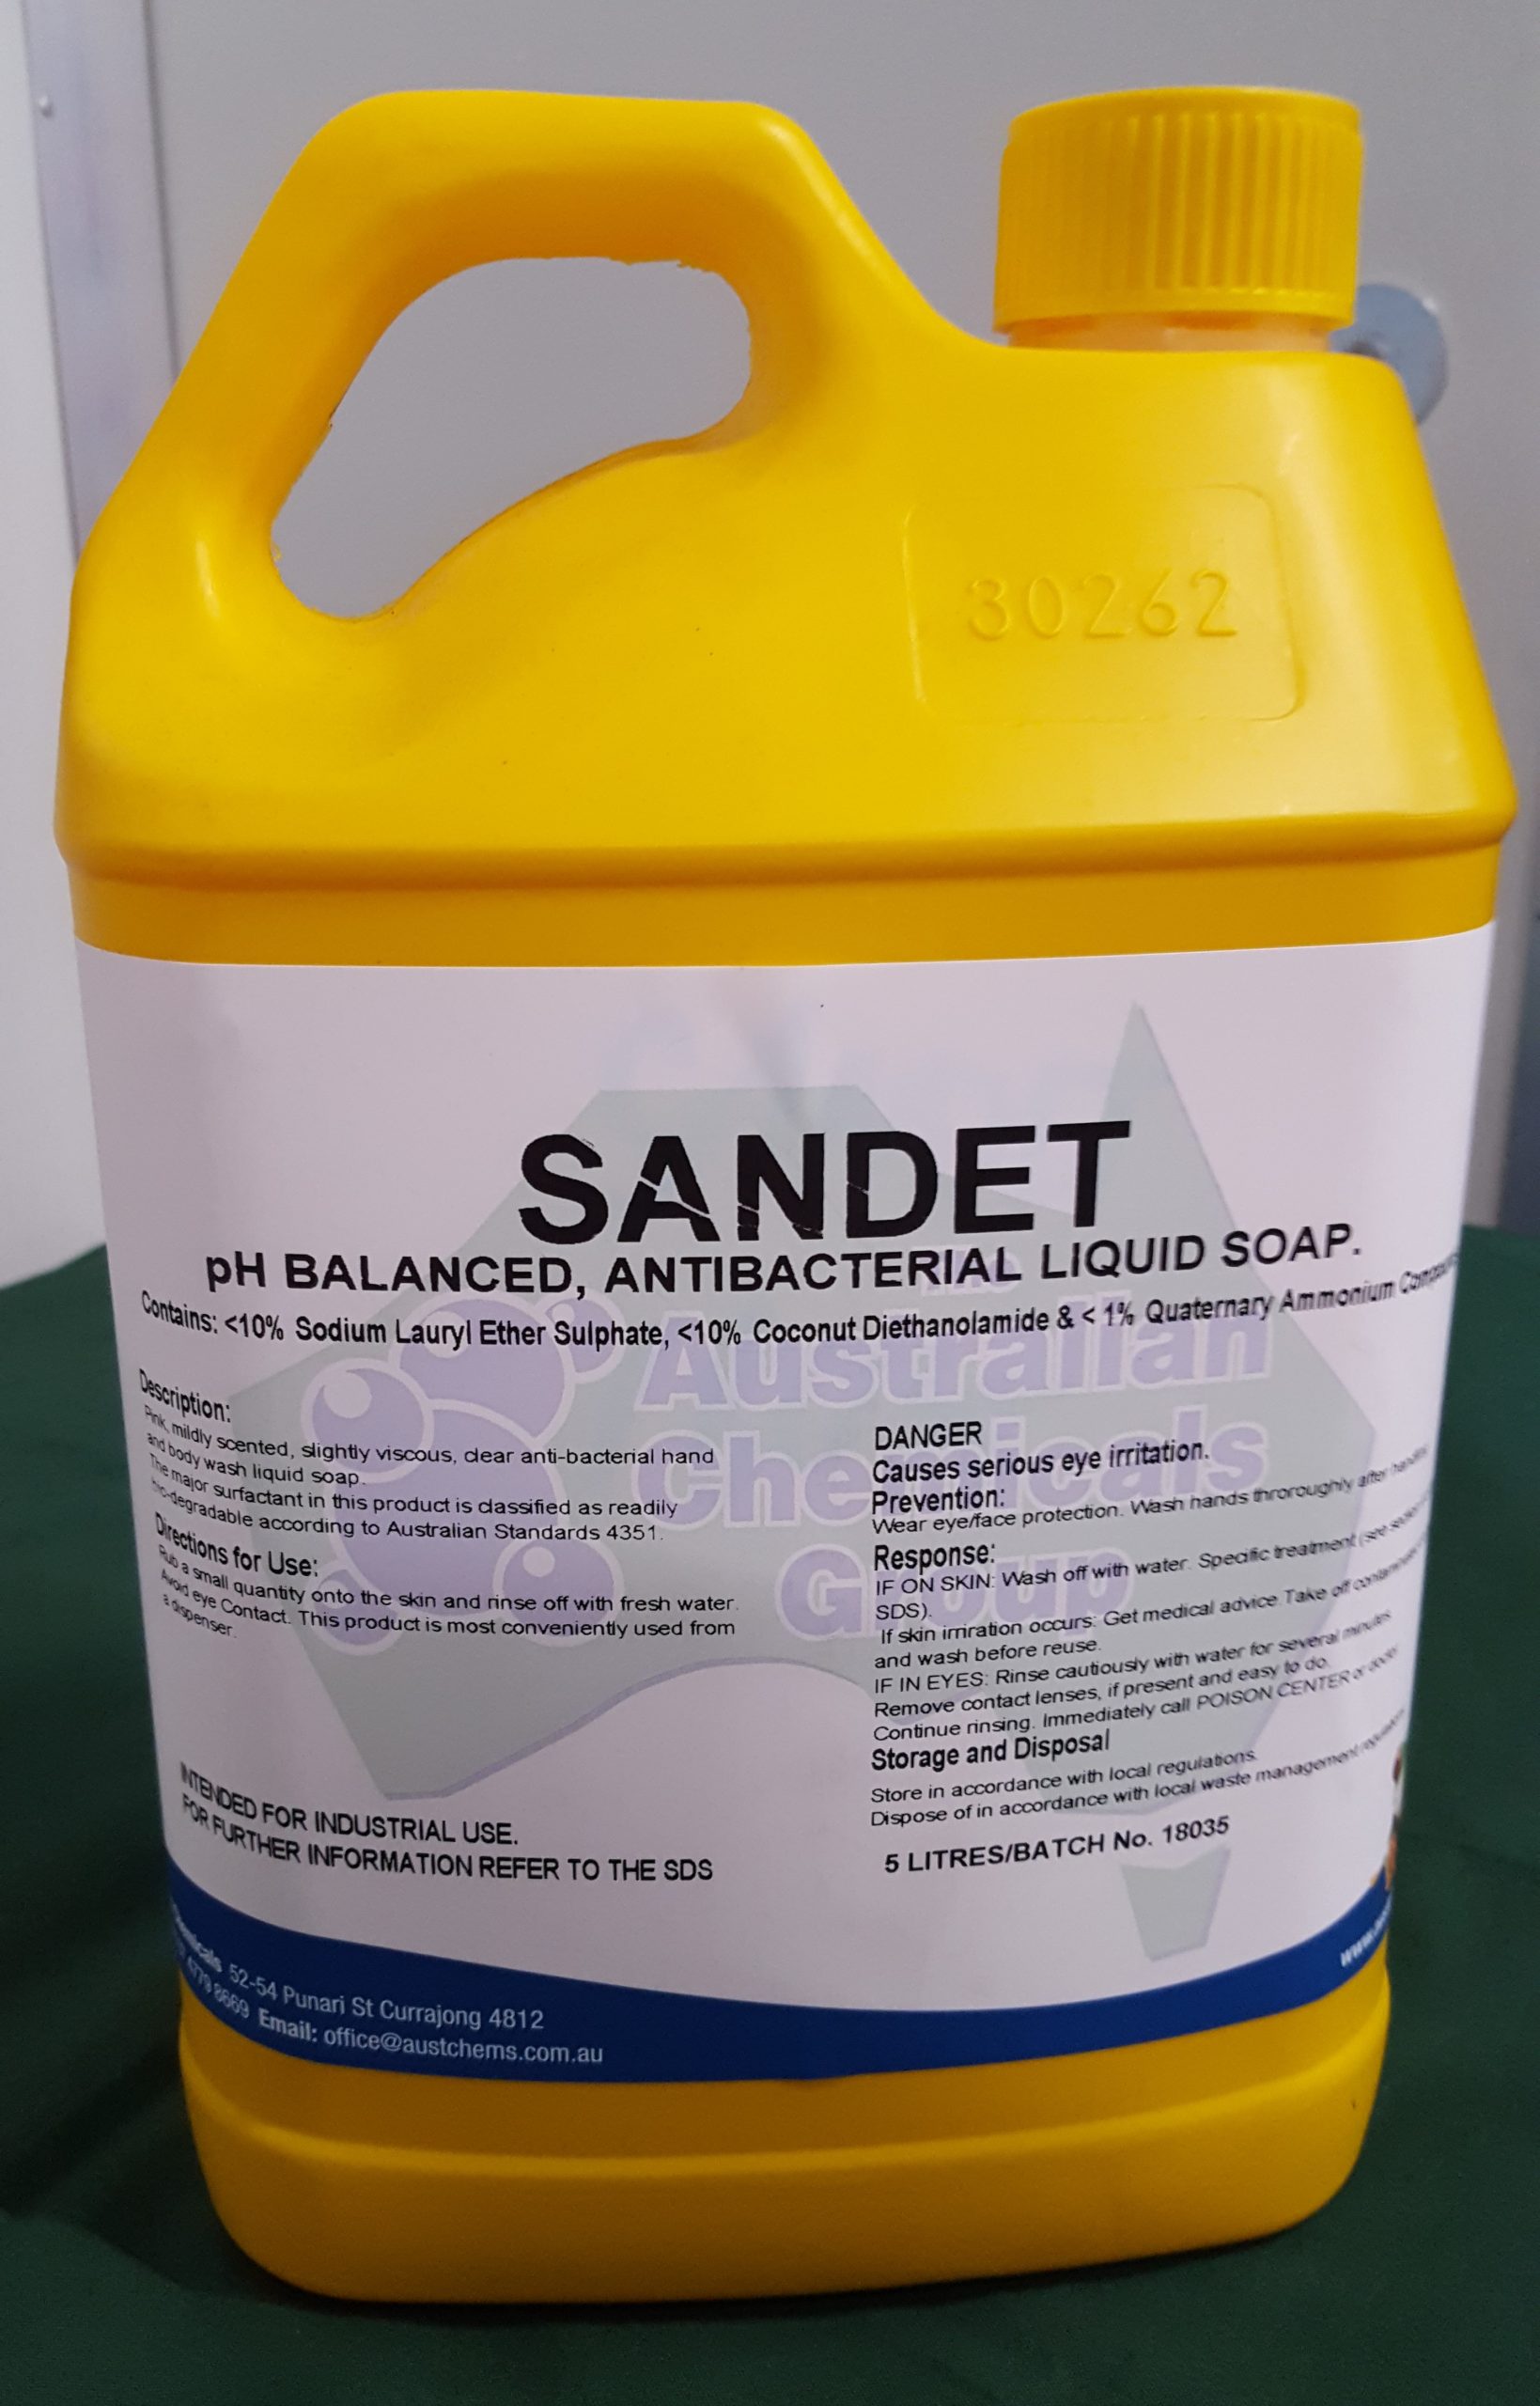 30262
SANDET
pH BALANCED, ANTIBACTERIAL LIQUID SOAP.
Contains: <10% Sodium Lauryl Ether Sulphate, <10% Coconut Diethanolamide & < 1% Quaternary Ammonium
The
Australian
Chemicals
Group
Description:
Pink, mildly scented, slightly viscous, clear anti-bacterial hand
and body wash liquid soap.
The major surfactant in this product is classified as readily
bio-degradable according to Australian Standards 4351.
Directions for Use:
Rub a small quantity onto the skin and rinse off with fresh water.
Avoid eye Contact. This product is most conveniently used from
a dispenser.
INTENDED FOR INDUSTRIAL USE.
FOR FURTHER INFORMATION REFER TO THE SDS
DANGER
Causes serious eye irritation.
Prevention:
Wear eye/face protection. Wash hands throroughly after
Response:
IF ON SKIN: Wash off with water. Specific treatment (see
SDS).
If skin irriration occurs: Get medical advice. Take off
and wash before reuse.
IF IN EYES: Rinse cautiously with water for several minutes
Remove contact lenses, if present and easy to do.
Continue rinsing. Immediately call POISON CENTER or
Storage and Disposal
Store in accordance with local regulations.
Dispose of in accordance with local waste management
5 LITRES/BATCH No. 18035
52-54 Punari St Currajong 4812
4779 8669 Email: office@austchems.com.au
www.